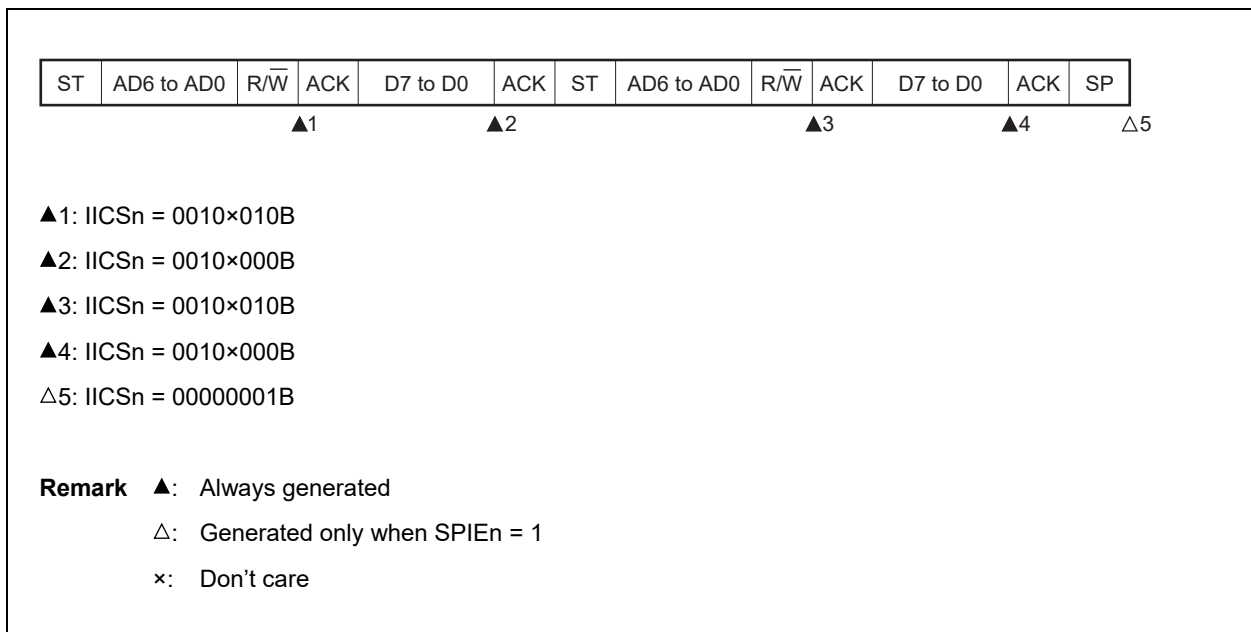 ST AD6 to AD0 R/W̅ ACK D7 to D0 ACK ST AD6 to AD0 R/W̅ ACK D7 to D0 ACK SP
▲1 ▲2 ▲3 ▲4 △5
▲1: IICSn = 0010×010B
▲2: IICSn = 0010×000B
▲3: IICSn = 0010×010B
▲4: IICSn = 0010×000B
△5: IICSn = 00000001B
Remark ▲: Always generated
△: Generated only when SPIEn = 1
×: Don't care